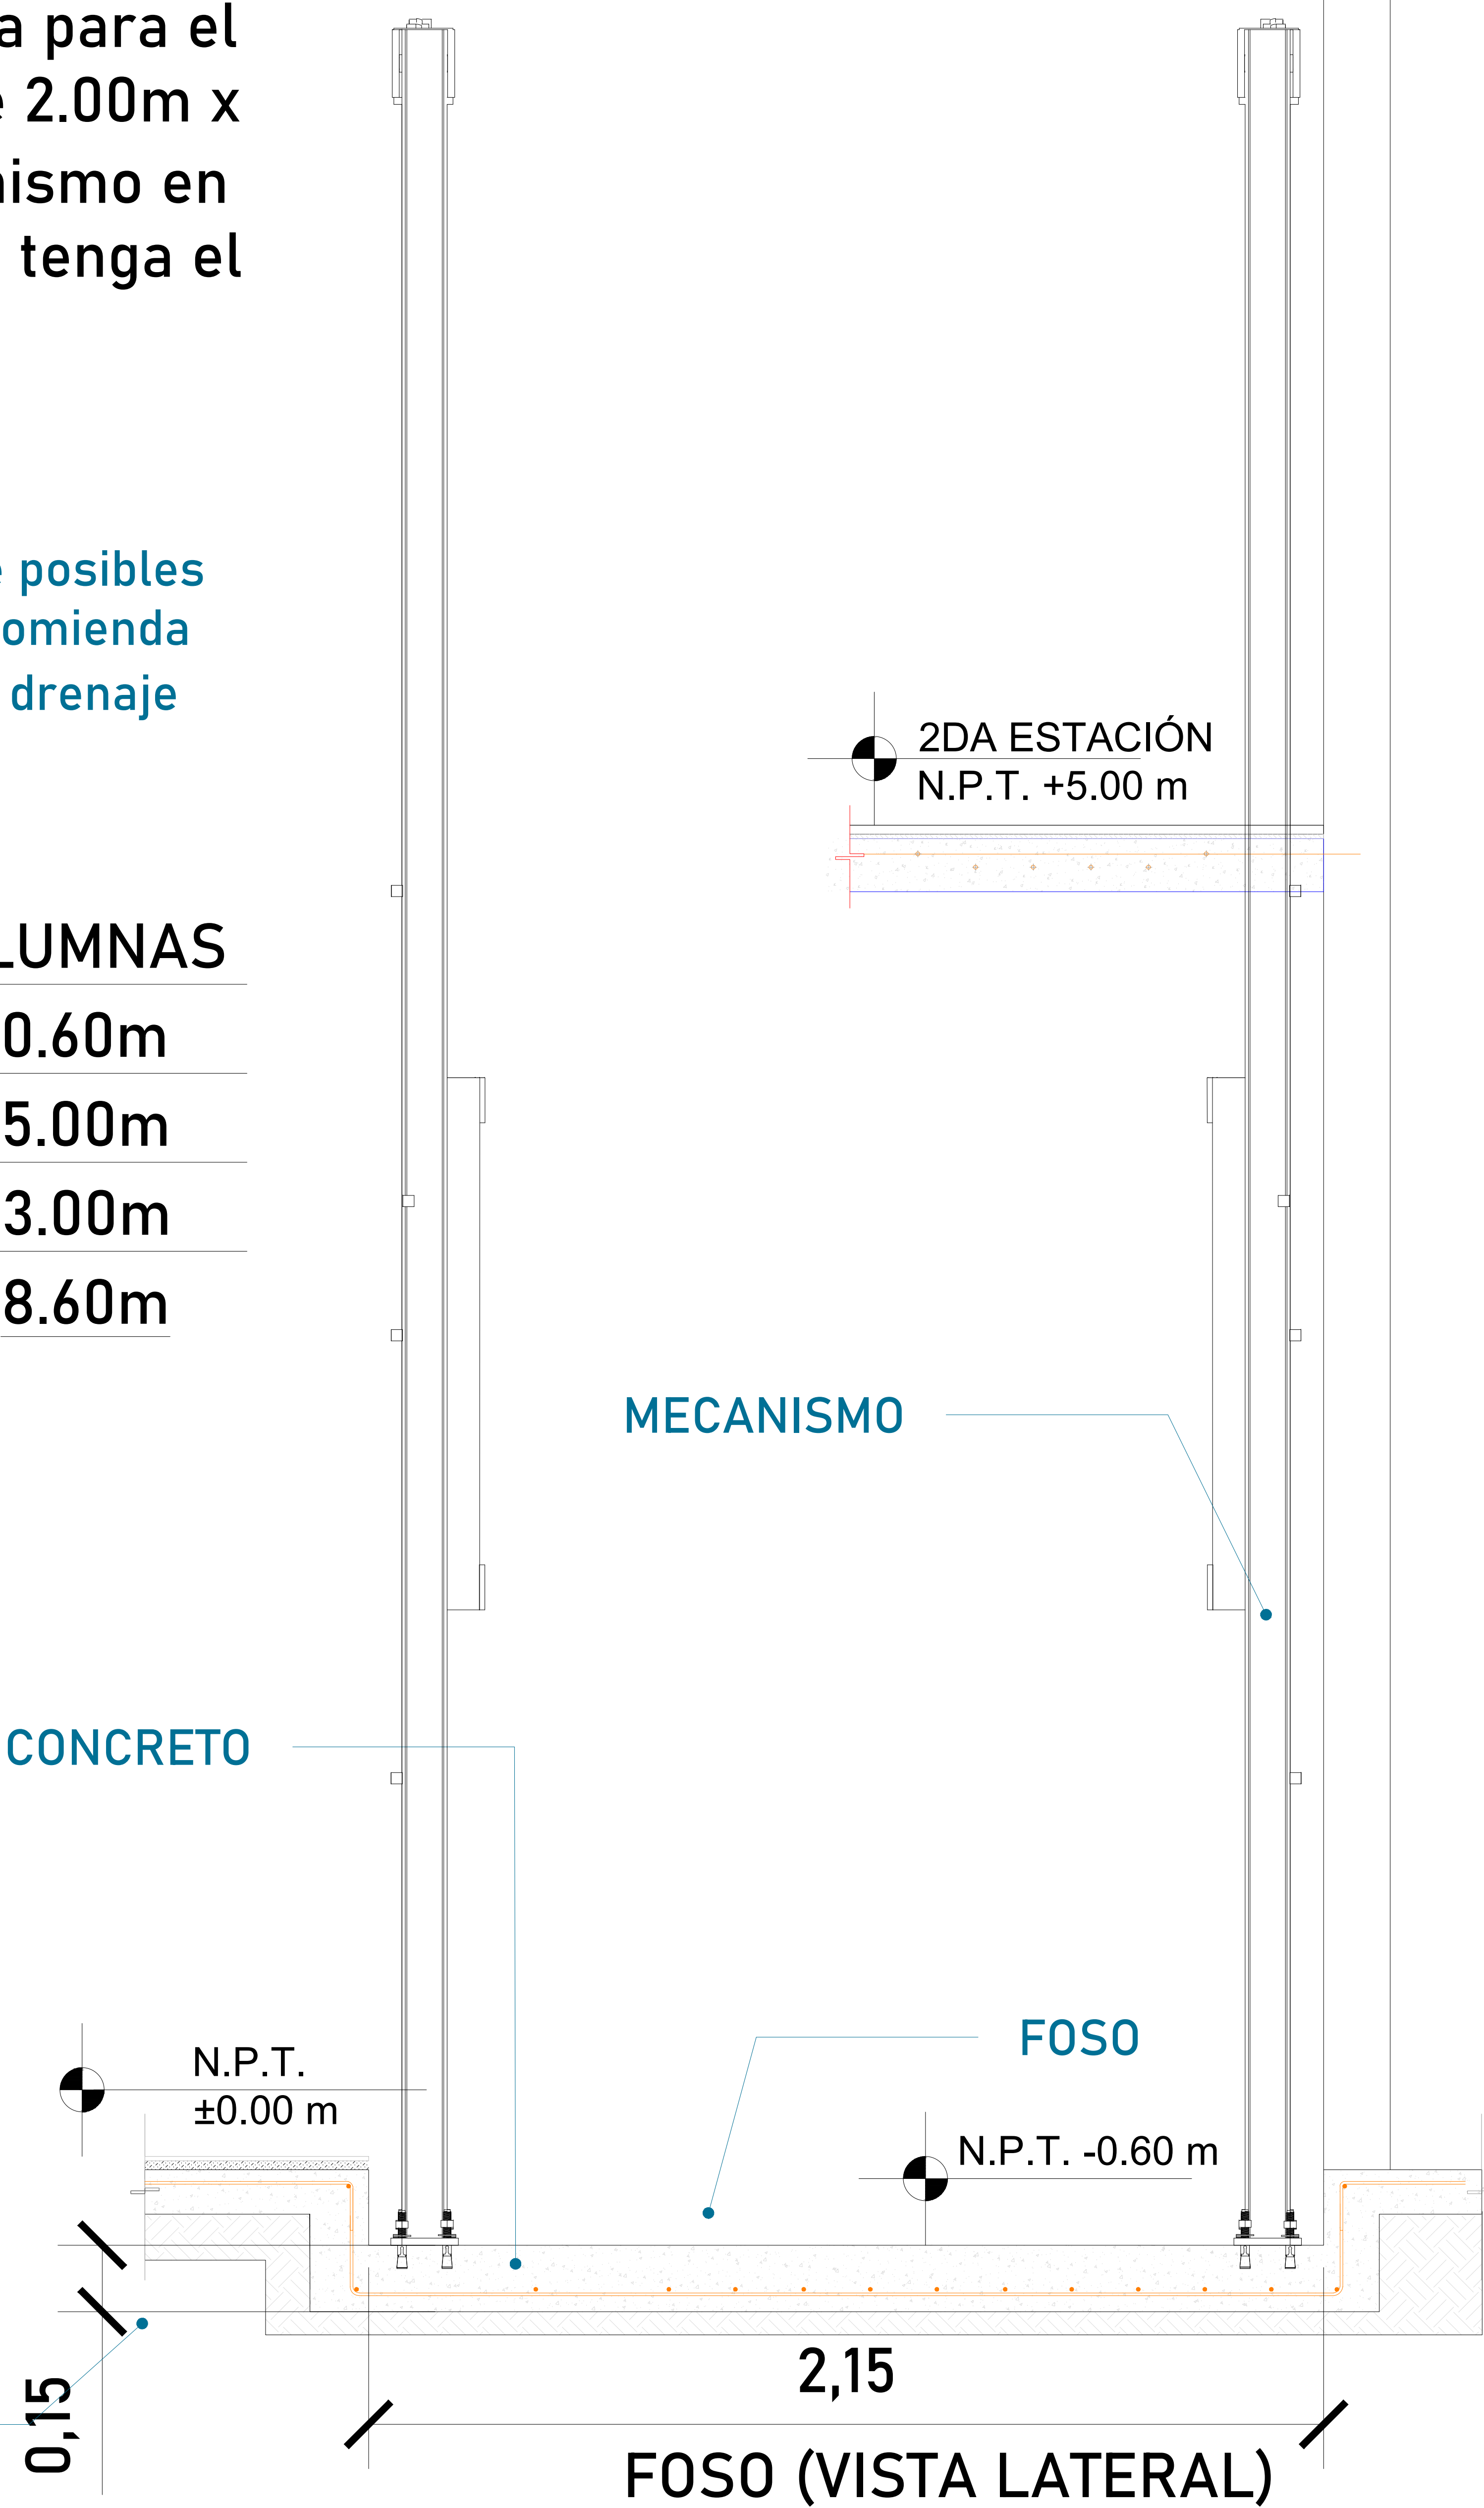 a para el
2.00m x
ismo en
tenga el
posibles
omienda
drenaje
2DA ESTACIÓN
N.P.T. +5.00 m
LUMNAS
0.60m
5.00m
3.00m
8.60m
MECANISMO
CONCRETO
FOSO
N.P.T.
±0.00 m
N.P.T. -0.60 m
0,15
2,15
FOSO (VISTA LATERAL)